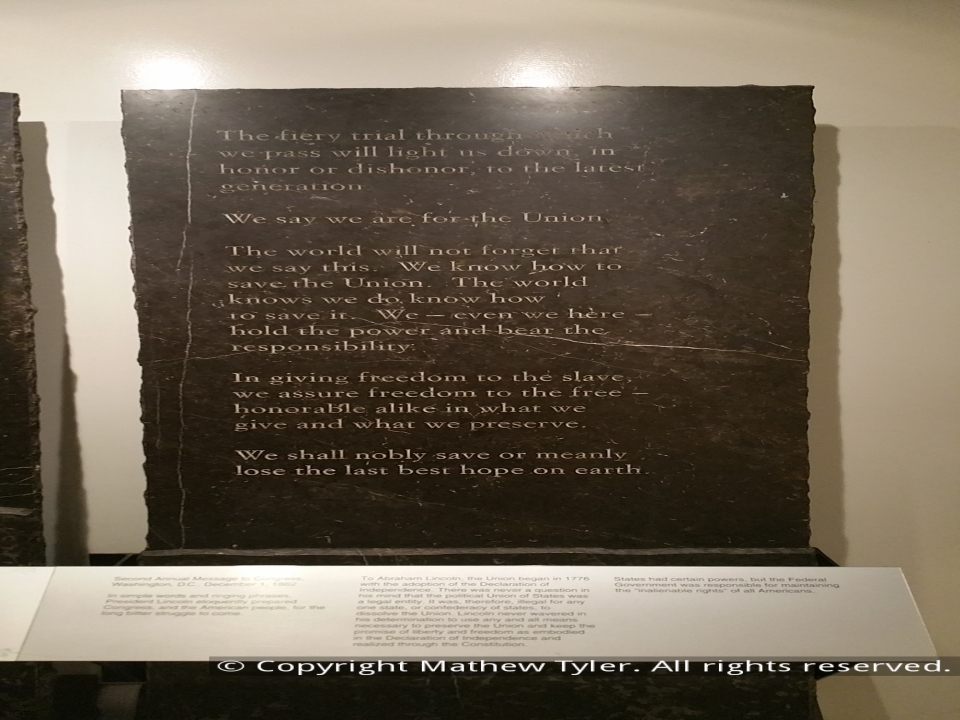 The fiery trial through which
we pass will light us down, in
honor or dishonor, to the latest
generation
We say we are for the Union.
The world will not forget that
we say this. We know how to
save the Union. The world
knows we do know how
to save it. We — even we here —
hold the power and bear the
responsibility.
In giving freedom to the slave,
we assure freedom to the free —
honorable alike in what we
give and what we preserve.
We shall nobly save or meanly
lose the last best hope on earth.
Second Annual Message to Congress,
Washington, D.C., December 1, 1862
In simple words and ringing phrases,
President Lincoln eloquently prepared
Congress, and the American people, for the
long bitter struggle to come.
To Abraham Lincoln, the Union began in 1776
with the adoption of the Declaration of
Independence. There was never a question in
his mind that the political Union of States was
a legal entity. It was, therefore, illegal for any
one state, or confederacy of states, to
dissolve the Union. Lincoln never wavered in
his determination to use any and all means
necessary to preserve the Union and keep the
promise of liberty and freedom as embodied
in the Declaration of Independence and
realized through the Constitution.
States had certain powers, but the Federal
Government was responsible for maintaining
the "inalienable rights" of all Americans.
© Copyright Mathew Tyler. All rights reserved.